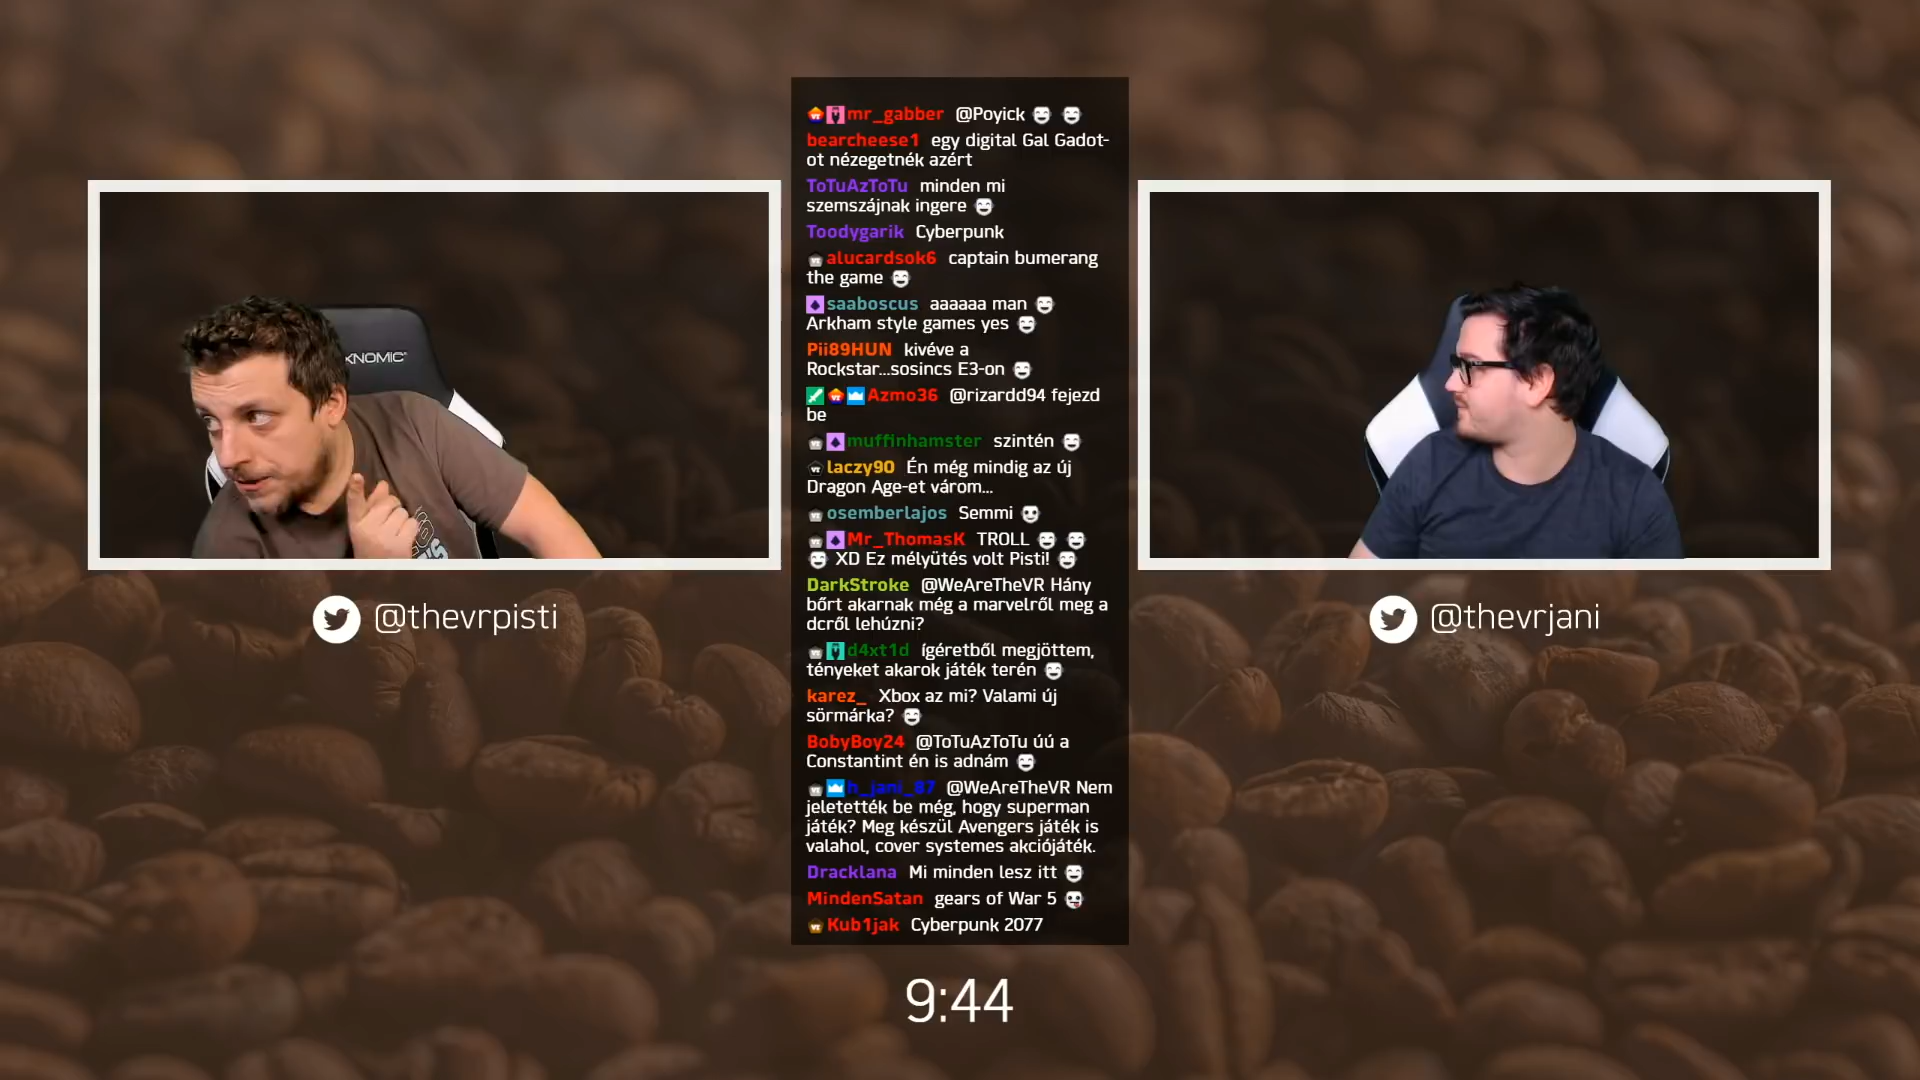 mr_gabber @Poyick
bearcheese1 egy digital Gal Gadot-
ot nézegetnék azért
ToTuAzToTu minden mi
szemszájnak ingere
Toodygarik Cyberpunk
alucardsok6 captain bumerang
the game
saaboscus aaaaaa man
Arkham style games yes
Pii89HUN kivéve a
Rockstar...sosincs E3-on
Azmo36 @rizardd94 fejezd
be
muffinhamster szintén
laczy90 Én még mindig az új
Dragon Age-et várom...
osemberlajos Semmi
Mr_ThomasK TROLL
XD Ez mélyütés volt Pisti!
DarkStroke @WeAreTheVR Hány
bőrt akarnak még a marvelről meg a
dcről lehúzni?
d4xt1d ígéretből megjöttem,
tényeket akarok játék terén
karez_ Xbox az mi? Valami új
sörmárka?
BobyBoy24 @ToTuAzToTu úú a
Constantint én is adnám
h_jani_87 @WeAreTheVR Nem
jeletették be még, hogy superman
játék? Meg készül Avengers játék is
valahol, cover systemes akciójáték.
Dracklana Mi minden lesz itt
MindenSatan gears of War 5
Kub1jak Cyberpunk 2077
KNOMIC
@thevrpisti
@thevrjani
9:44